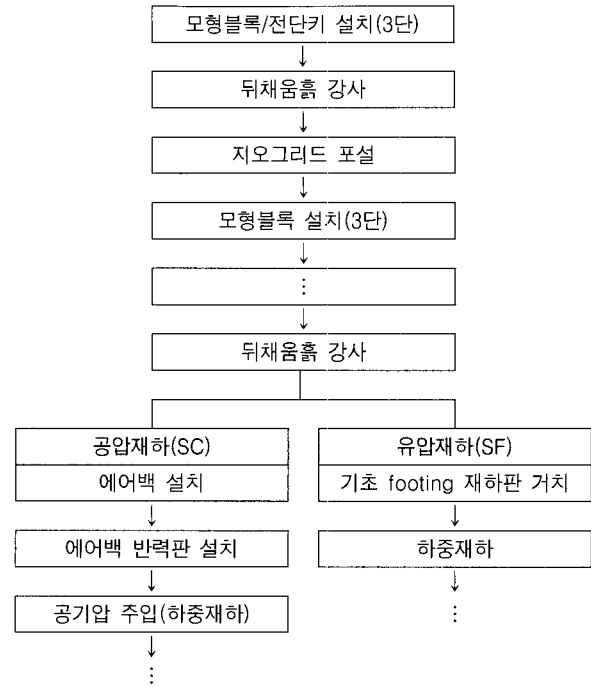 모형블록/전단키 설치(3단)
뒤채움흙 강사
지오그리드 포설
모형블록 설치(3단)
⋮
뒤채움흙 강사
공압재하(SC)
에어백 설치
에어백 반력판 설치
공기압 주입(하중재하)
⋮
유압재하(SF)
기초 footing 재하판 거치
하중재하
⋮